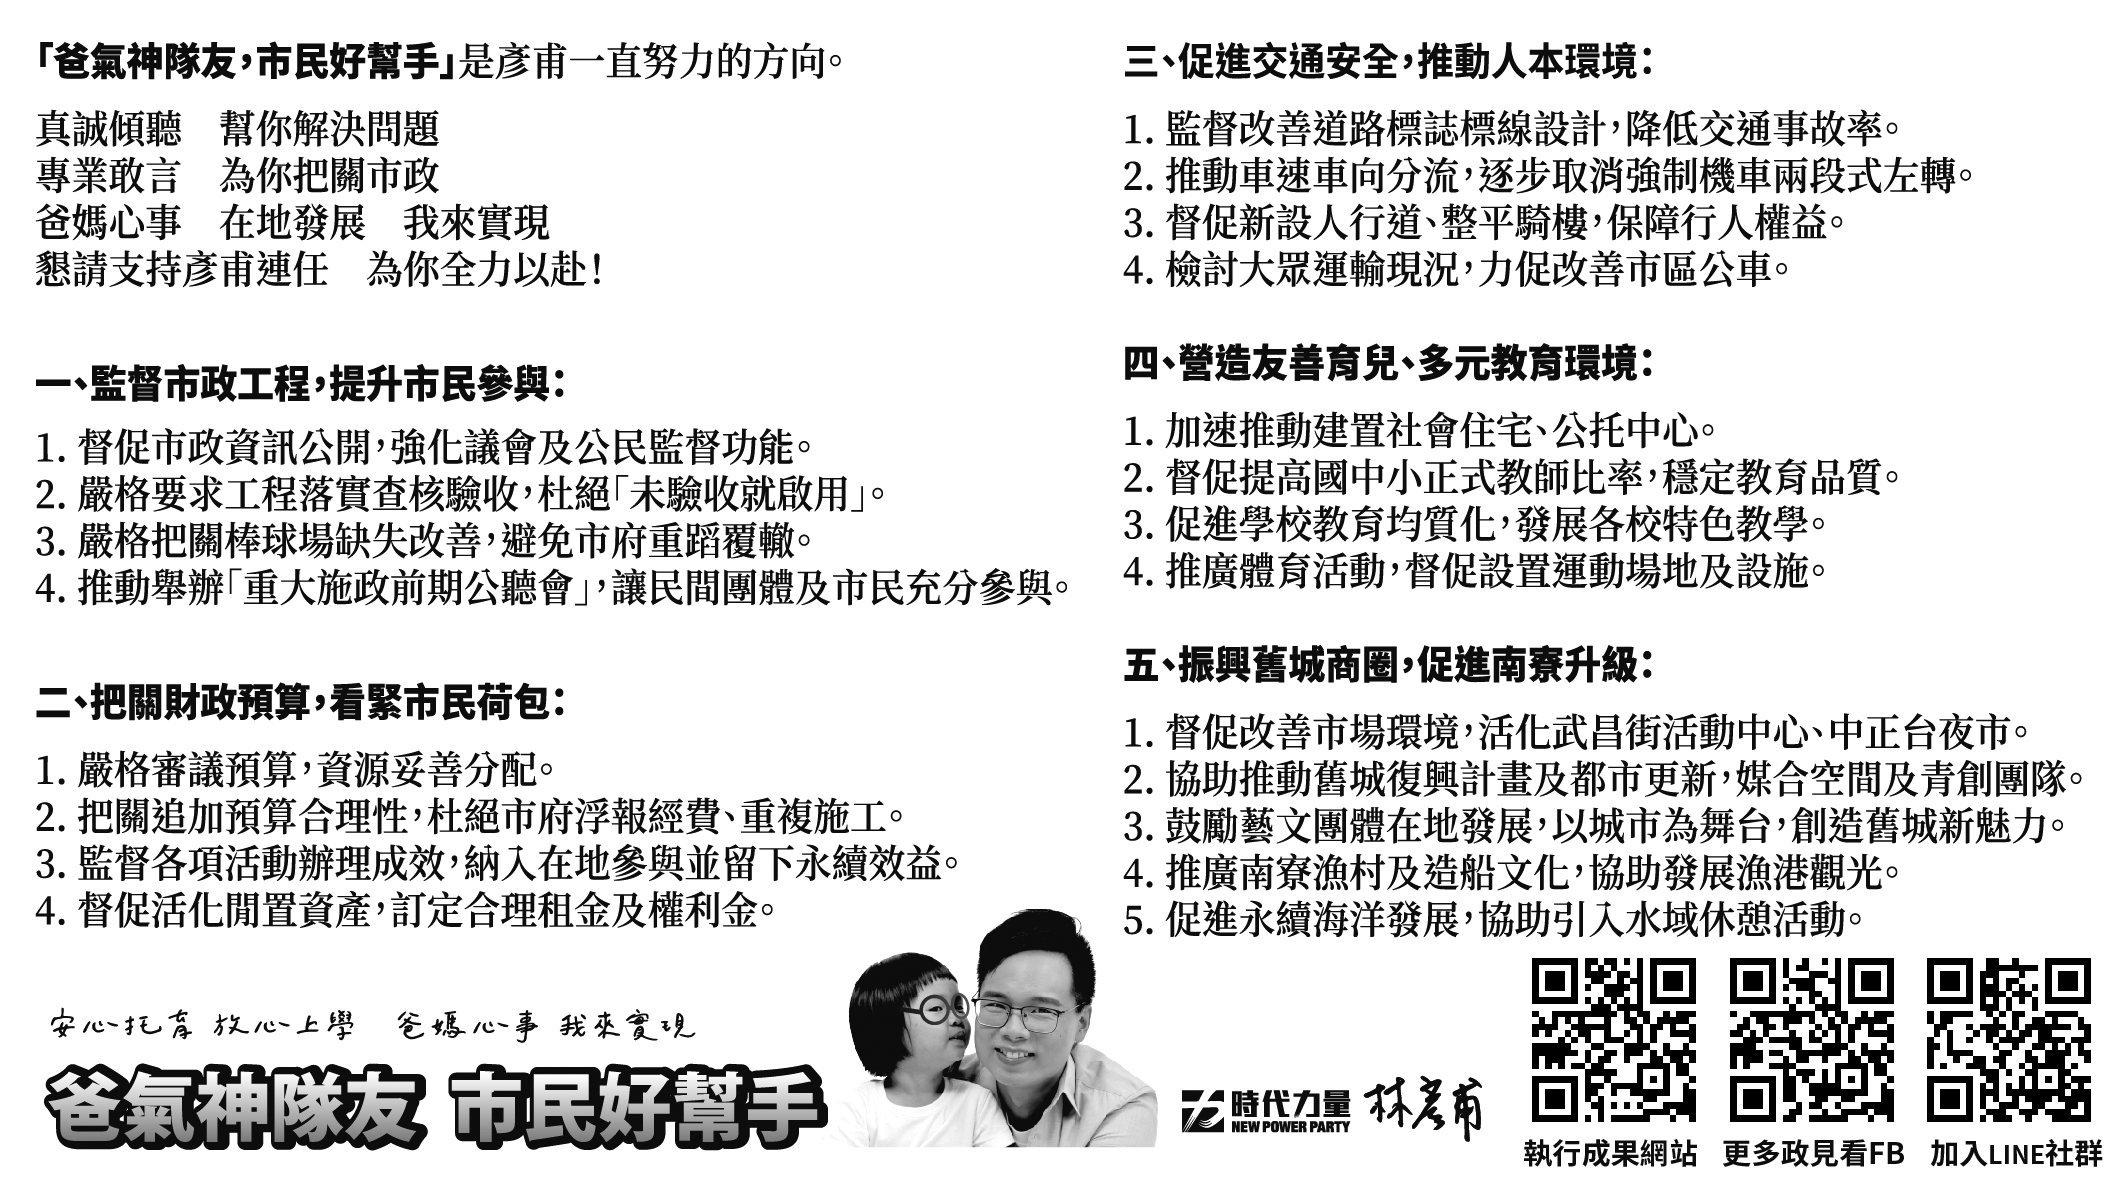 「爸氣神隊友，市民好幫手」是彥甫一直努力的方向。
真誠傾聽　幫你解決問題
專業敢言　為你把關市政
爸媽心事　在地發展　我來實現
懇請支持彥甫連任　為你全力以赴！
一、監督市政工程，提升市民參與：
1. 督促市政資訊公開，強化議會及公民監督功能。
2. 嚴格要求工程落實查核驗收，杜絕「未驗收就啟用」。
3. 嚴格把關棒球場缺失改善，避免市府重蹈覆轍。
4. 推動舉辦「重大施政前期公聽會」，讓民間團體及市民充分參與。
二、把關財政預算，看緊市民荷包：
1. 嚴格審議預算，資源妥善分配。
2. 把關追加預算合理性，杜絕市府浮報經費、重複施工。
3. 監督各項活動辦理成效，納入在地參與並留下永續效益。
4. 督促活化閒置資產，訂定合理租金及權利金。
安心托育 放心上學　爸媽心事 我來實現
爸氣神隊友 市民好幫手
三、促進交通安全，推動人本環境：
1. 監督改善道路標誌標線設計，降低交通事故率。
2. 推動車速車向分流，逐步取消強制機車兩段式左轉。
3. 督促新設人行道、整平騎樓，保障行人權益。
4. 檢討大眾運輸現況，力促改善市區公車。
四、營造友善育兒、多元教育環境：
1. 加速推動建置社會住宅、公托中心。
2. 督促提高國中小正式教師比率，穩定教育品質。
3. 促進學校教育均質化，發展各校特色教學。
4. 推廣體育活動，督促設置運動場地及設施。
五、振興舊城商圈，促進南寮升級：
1. 督促改善市場環境，活化武昌街活動中心、中正台夜市。
2. 協助推動舊城復興計畫及都市更新，媒合空間及青創團隊。
3. 鼓勵藝文團體在地發展，以城市為舞台，創造舊城新魅力。
4. 推廣南寮漁村及造船文化，協助發展漁港觀光。
5. 促進永續海洋發展，協助引入水域休憩活動。
時代力量 林彥甫
NEW POWER PARTY
執行成果網站 更多政見看FB 加入LINE社群